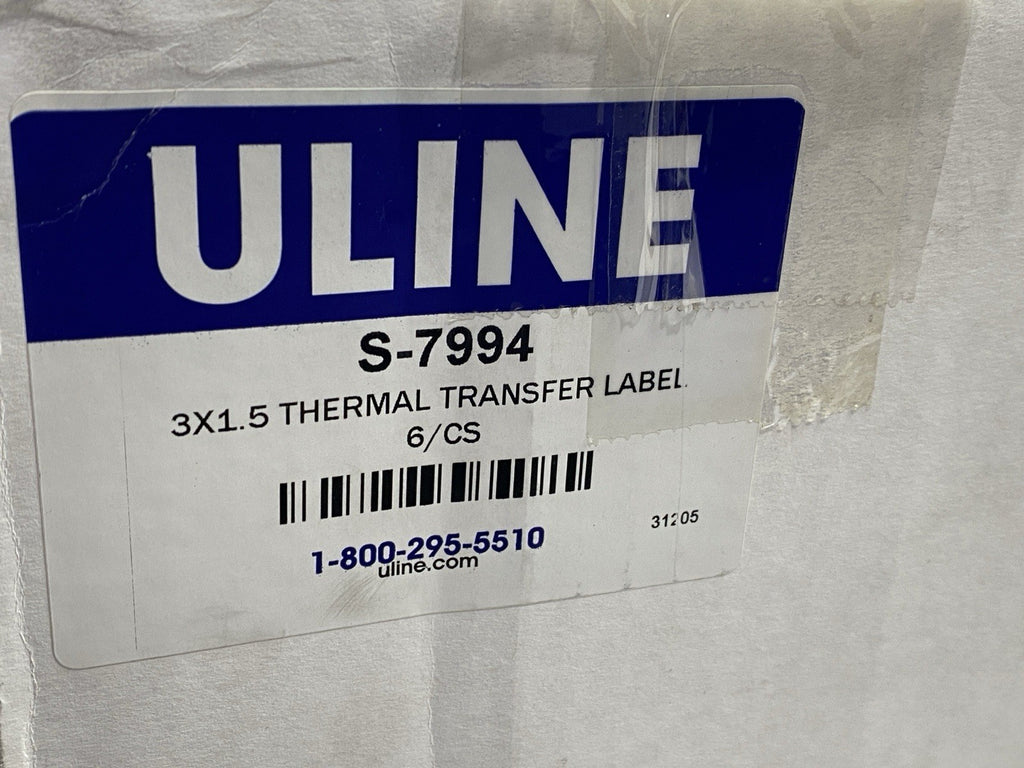 ULINE
S-7994
3X1.5 THERMAL TRANSFER LABEL
6/CS
31205
1-800-295-5510
uline.com